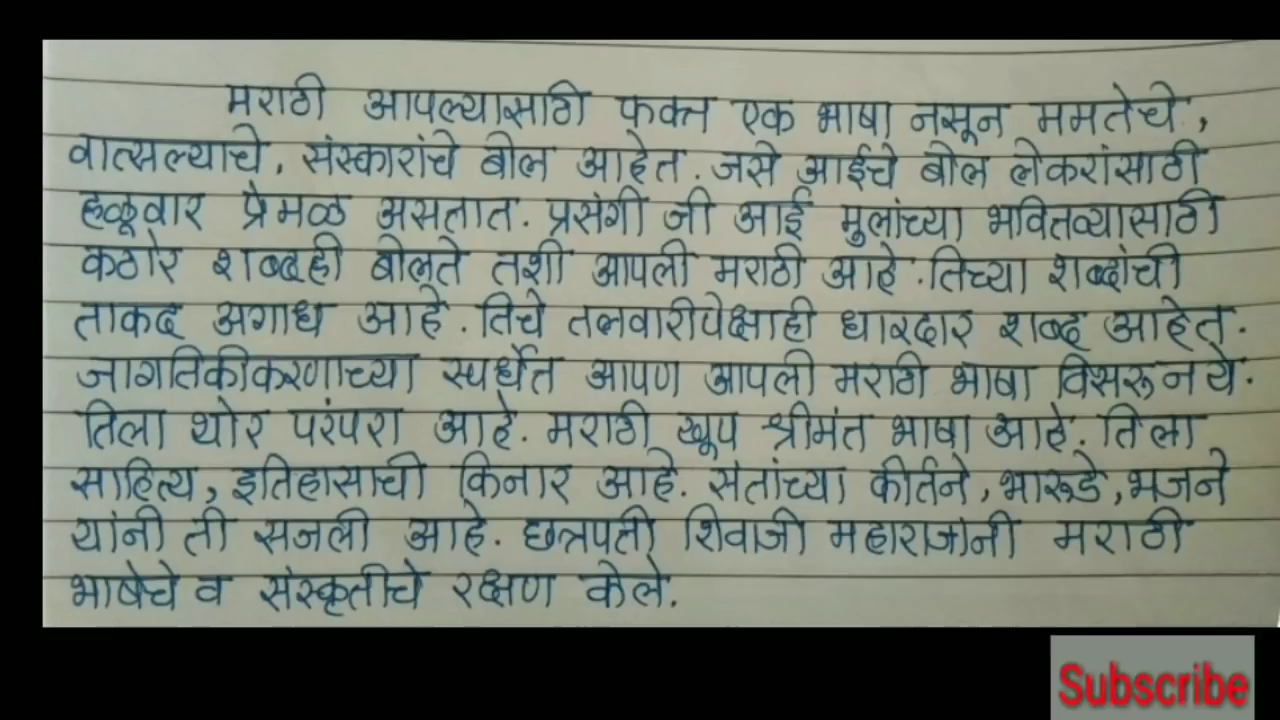 मराठी आपल्यासाठी फक्त एक भाषा नसून ममतेचे,
वात्सल्याचे, संस्कारांचे बोल आहेत. जसे आईचे बोल लेकरांसाठी
हळूवार प्रेमळ असतात. प्रसंगी जी आई मुलांच्या भवितव्यासाठी
कठोर शब्दही बोलते तशी आपली मराठी आहे. तिच्या शब्दांची
ताकद अगाध आहे. तिचे तलवारीपेक्षाही धारदार शब्द आहेत.
जागतिकीकरणाच्या स्पर्धेत आपण आपली मराठी भाषा विसरू नये.
तिला थोर परंपरा आहे. मराठी खूप श्रीमंत भाषा आहे. तिला
साहित्य, इतिहासाची किनार आहे. संतांच्या कीर्तने, भारुडे, भजने
यांनी ती सजली आहे. छत्रपती शिवाजी महाराजांनी मराठी
भाषेचे व संस्कृतीचे रक्षण केले.
Subscribe